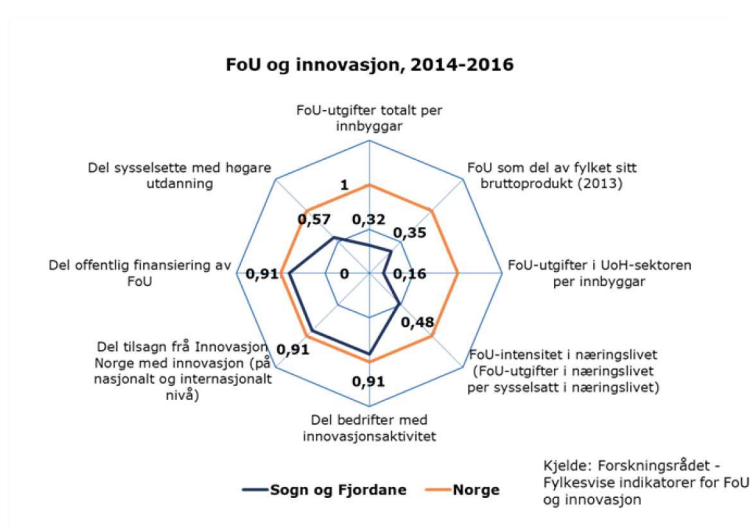 FoU og innovasjon, 2014-2016
FoU-utgifter totalt per
innbyggar
Del sysselsette med høgare
utdanning
FoU som del av fylket sitt
bruttoprodukt (2013)
1
0,57
0,32
0,35
Del offentlig finansiering av
FoU
0,91
0
0,16
FoU-utgifter i UoH-sektoren
per innbyggar
0,48
Del tilsagn frå Innovasjon
Norge med innovasjon (på
nasjonalt og internasjonalt
nivå)
0,91
FoU-intensitet i næringslivet
(FoU-utgifter i næringslivet
per sysselsatt i næringslivet)
0,91
Del bedrifter med
innovasjonsaktivitet
Sogn og Fjordane
Norge
Kjelde: Forskningsrådet -
Fylkesvise indikatorer for FoU
og innovasjon